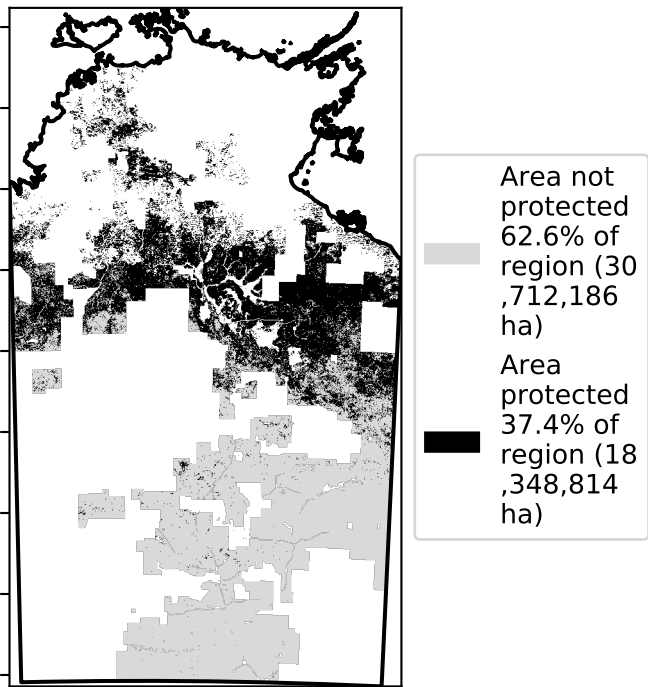 Area not
protected
62.6% of
region (30
,712,186
ha)
Area
protected
37.4% of
region (18
,348,814
ha)